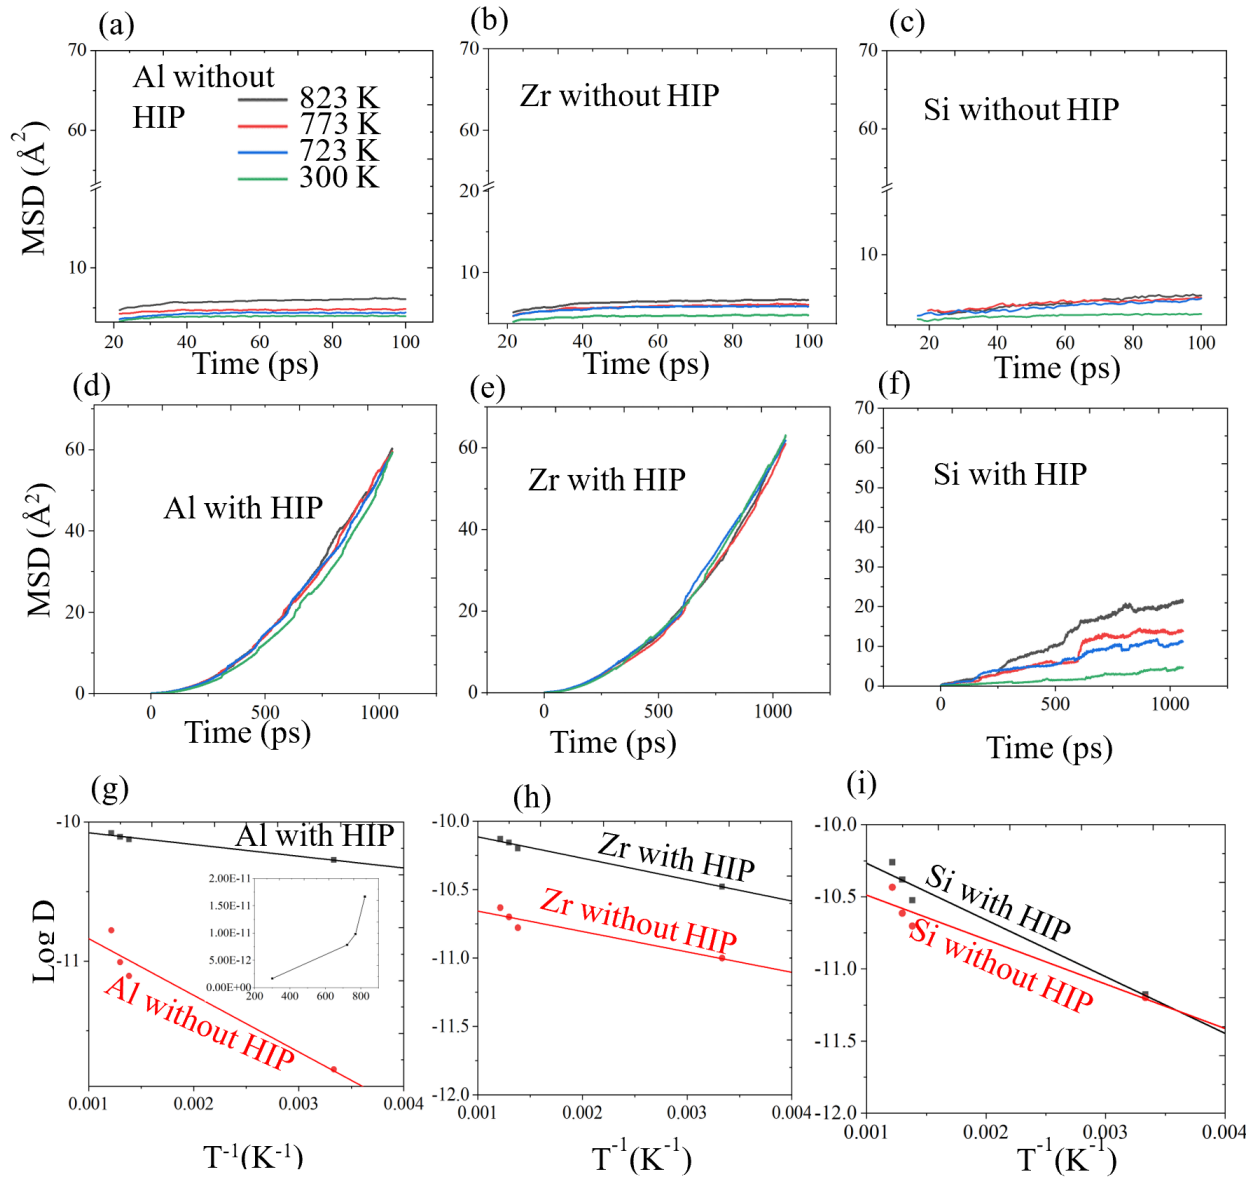 (a)
(b)
(c)
70
60
10
MSD (Å²)
Al without
HIP
823 K
773 K
723 K
300 K
20
40
60
80
100
Time (ps)
70
60
20
10
Zr without HIP
20
40
60
80
100
Time (ps)
70
60
10
Si without HIP
20
40
60
80
100
Time (ps)
(d)
(e)
(f)
60
40
20
0
MSD (Å²)
Al with HIP
0
500
1000
Time (ps)
60
40
20
0
Zr with HIP
0
500
1000
Time (ps)
70
60
50
40
30
20
10
0
Si with HIP
0
500
1000
Time (ps)
(g)
(h)
(i)
-10
-11
Log D
Al with HIP
Al without HIP
2.00E-11
1.50E-11
1.00E-11
5.00E-12
0.00E+00
200
400
600
800
0.001
0.002
0.003
0.004
T⁻¹(K⁻¹)
-10.0
-10.5
-11.0
-11.5
-12.0
Zr with HIP
Zr without HIP
0.001
0.002
0.003
0.004
T⁻¹(K⁻¹)
-10.0
-10.5
-11.0
-11.5
-12.0
Si with HIP
Si without HIP
0.001
0.002
0.003
0.004
T⁻¹(K⁻¹)